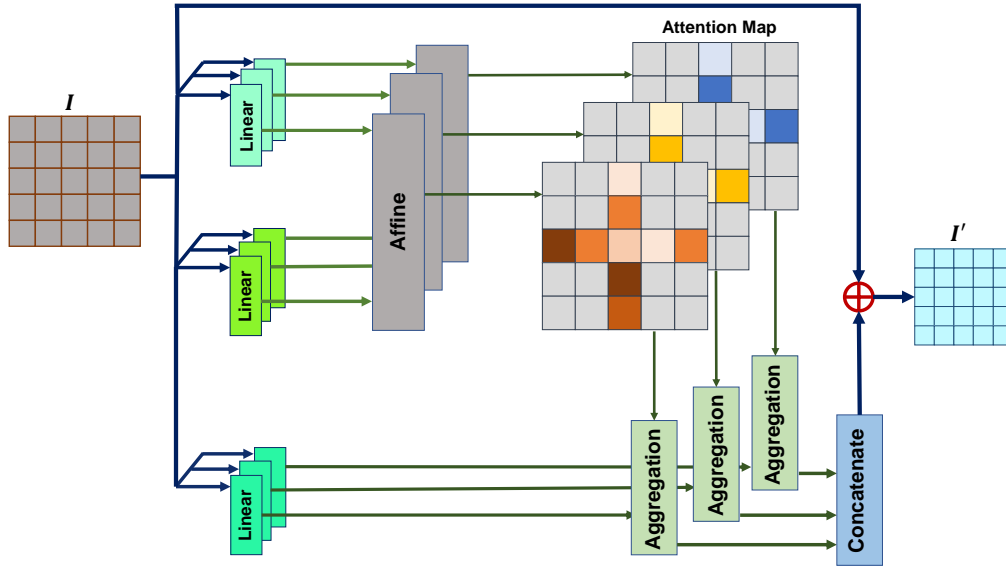 Attention Map
I
Linear
Affine
Linear
I′
Linear
Aggregation
Aggregation
Aggregation
Concatenate